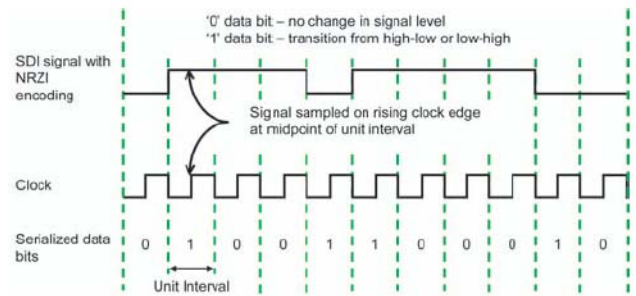 '0' data bit – no change in signal level
'1' data bit – transition from high-low or low-high
SDI signal with
NRZI
encoding
Signal sampled on rising clock edge
at midpoint of unit interval
Clock
Serialized data
bits
0 1 0 0 1 1 0 0 0 1 0
Unit Interval